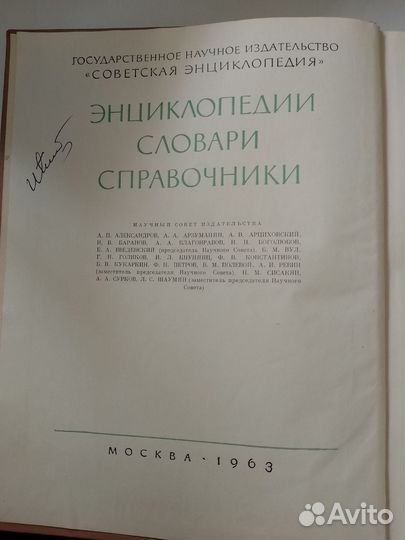 ГОСУДАРСТВЕННОЕ НАУЧНОЕ ИЗДАТЕЛЬСТВО
«СОВЕТСКАЯ ЭНЦИКЛОПЕДИЯ»
ЭНЦИКЛОПЕДИИ
СЛОВАРИ
СПРАВОЧНИКИ
НАУЧНЫЙ СОВЕТ ИЗДАТЕЛЬСТВА
А. П. АЛЕКСАНДРОВ, А. А. АРЗУМАНЯН, А. В. АРЦИХОВСКИЙ,
Н. В. БАРАНОВ, А. А. БЛАГОНРАВОВ, Н. Н. БОГОЛЮБОВ,
Б. А. ВВЕДЕНСКИЙ (председатель Научного Совета), Б. М. ВУЛ,
Г. Н. ГОЛИКОВ, И. Л. КНУНЯНЦ, Ф. В. КОНСТАНТИНОВ,
Б. В. КУКАРКИН, Ф. Н. ПЕТРОВ, В. М. ПОЛЕВОЙ, А. И. РЕВИН
(заместитель председателя Научного Совета), Н. М. СИСАКЯН,
А. А. СУРКОВ, Л. С. ШАУМЯН (заместитель председателя Научного
Совета)
МОСКВА · 1963
Avito